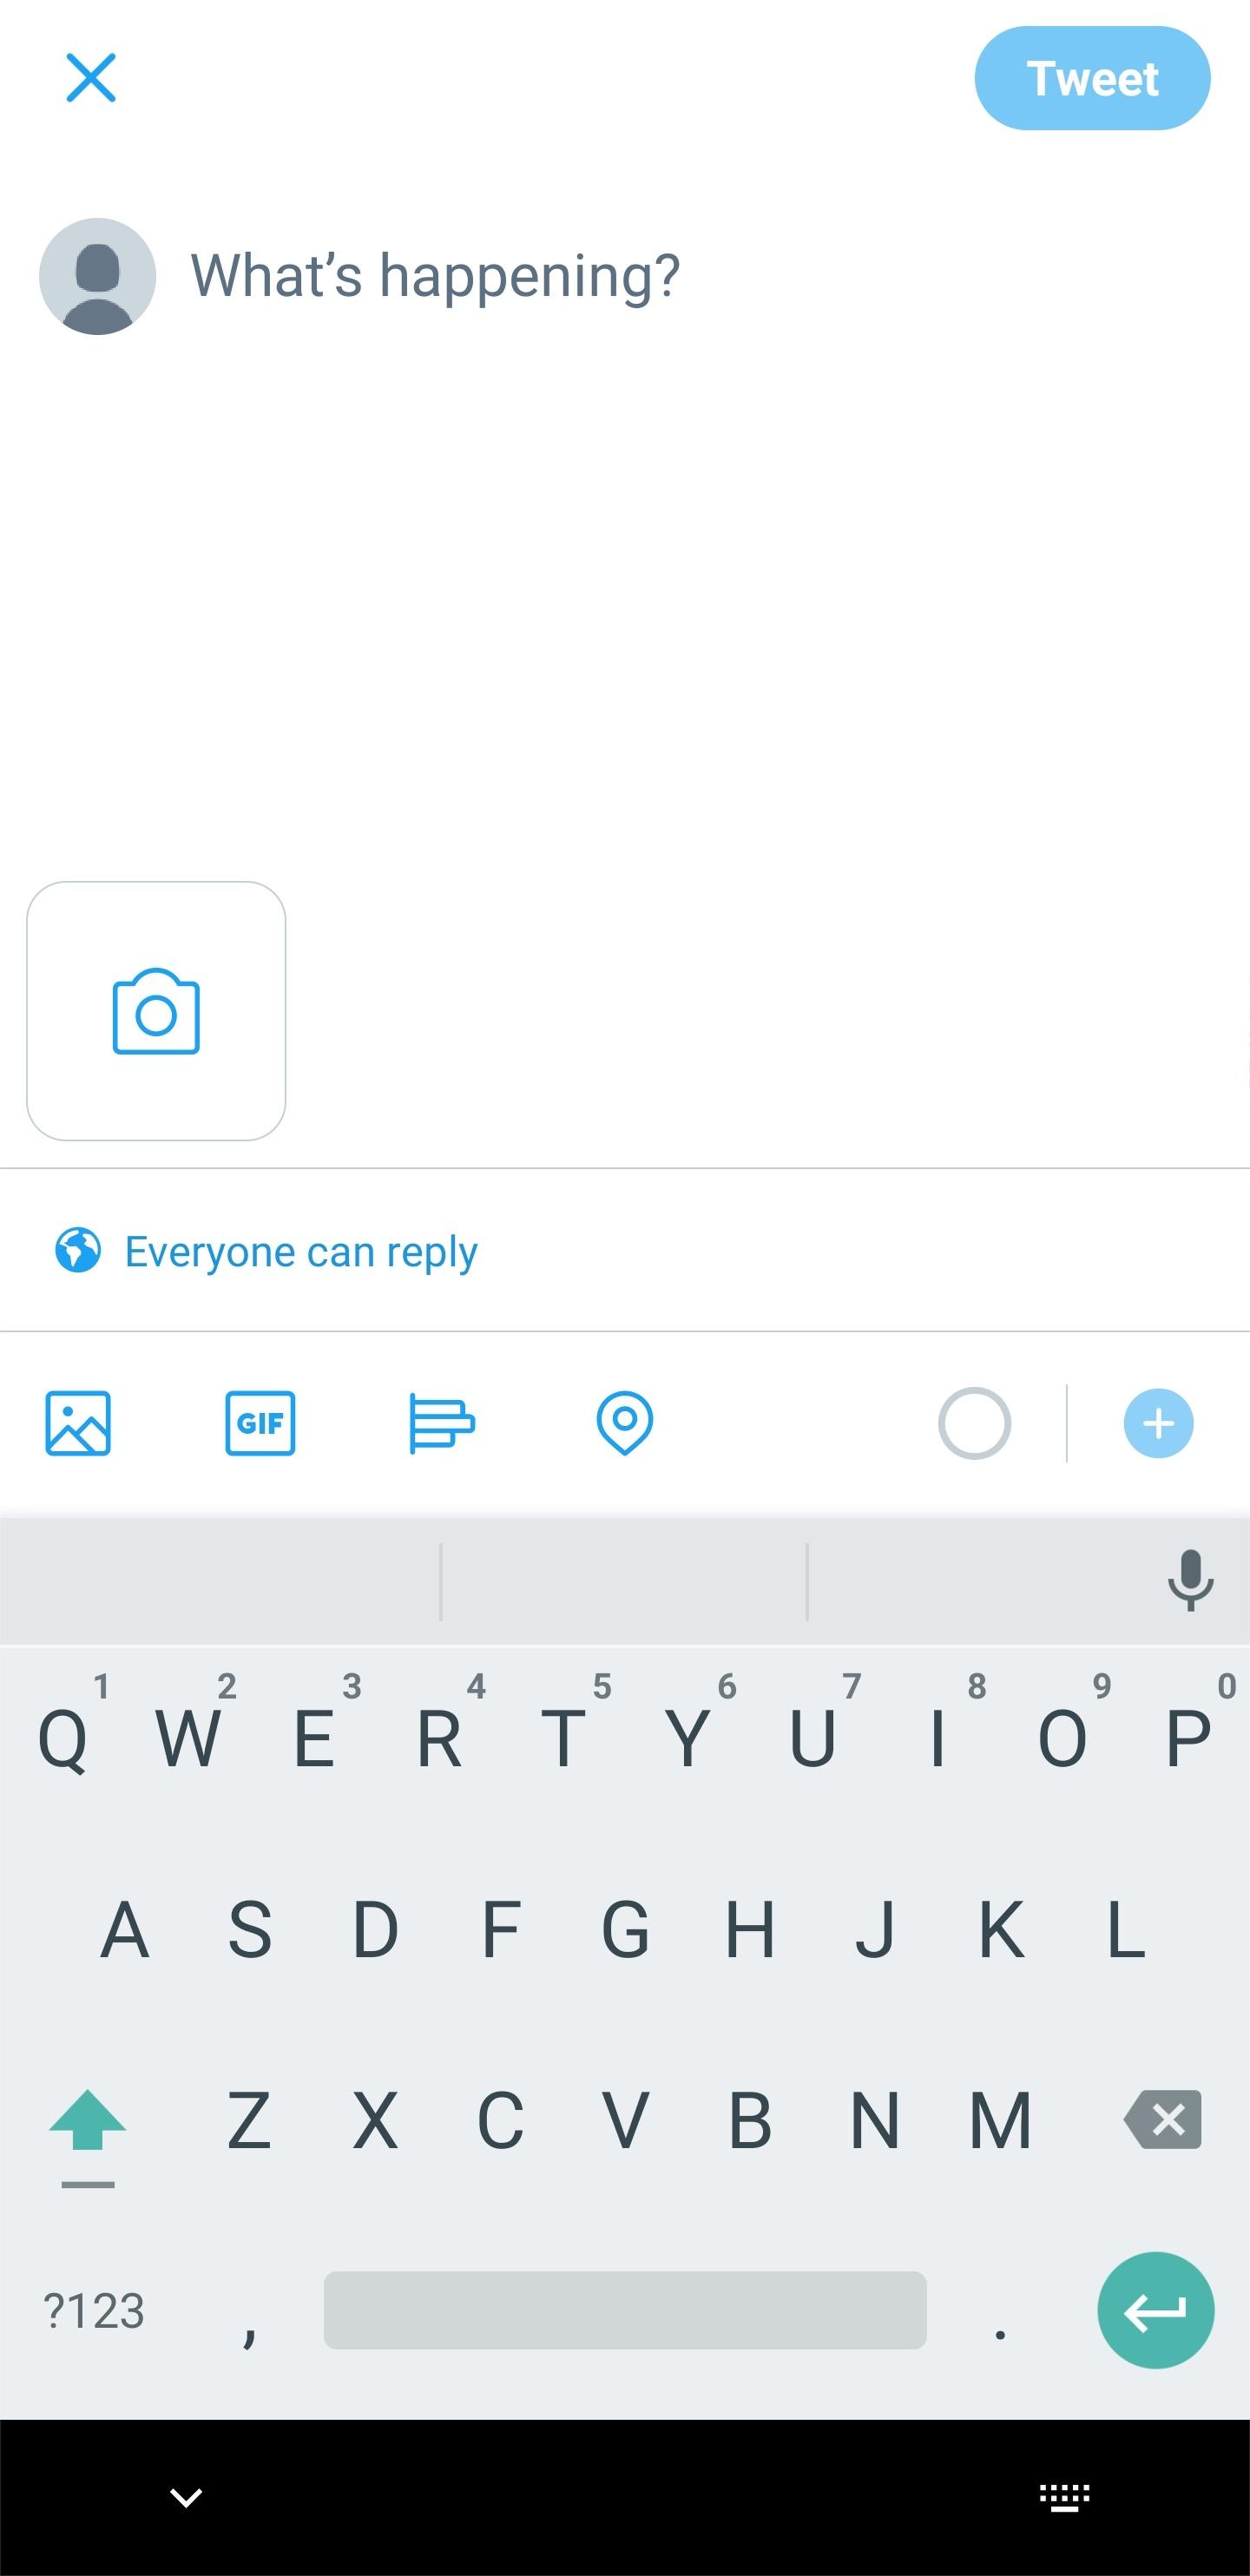 Tweet
What’s happening?
Everyone can reply
GIF
1 2 3 4 5 6 7 8 9 0
Q W E R T Y U I O P
A S D F G H J K L
Z X C V B N M
?123 , .